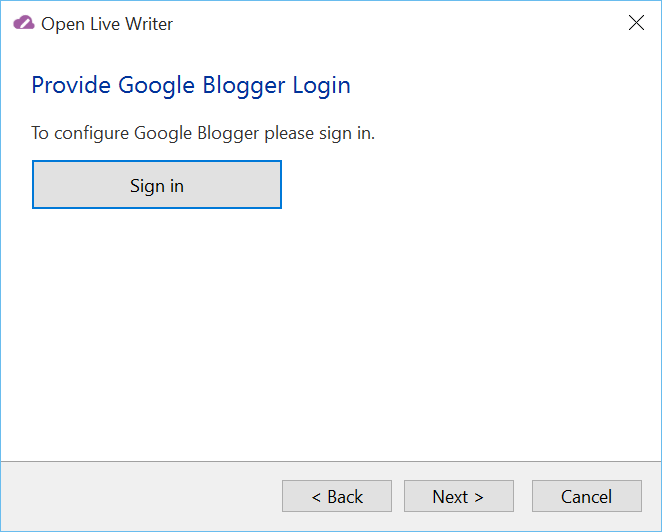 Open Live Writer
Provide Google Blogger Login
To configure Google Blogger please sign in.
Sign in
< Back
Next >
Cancel